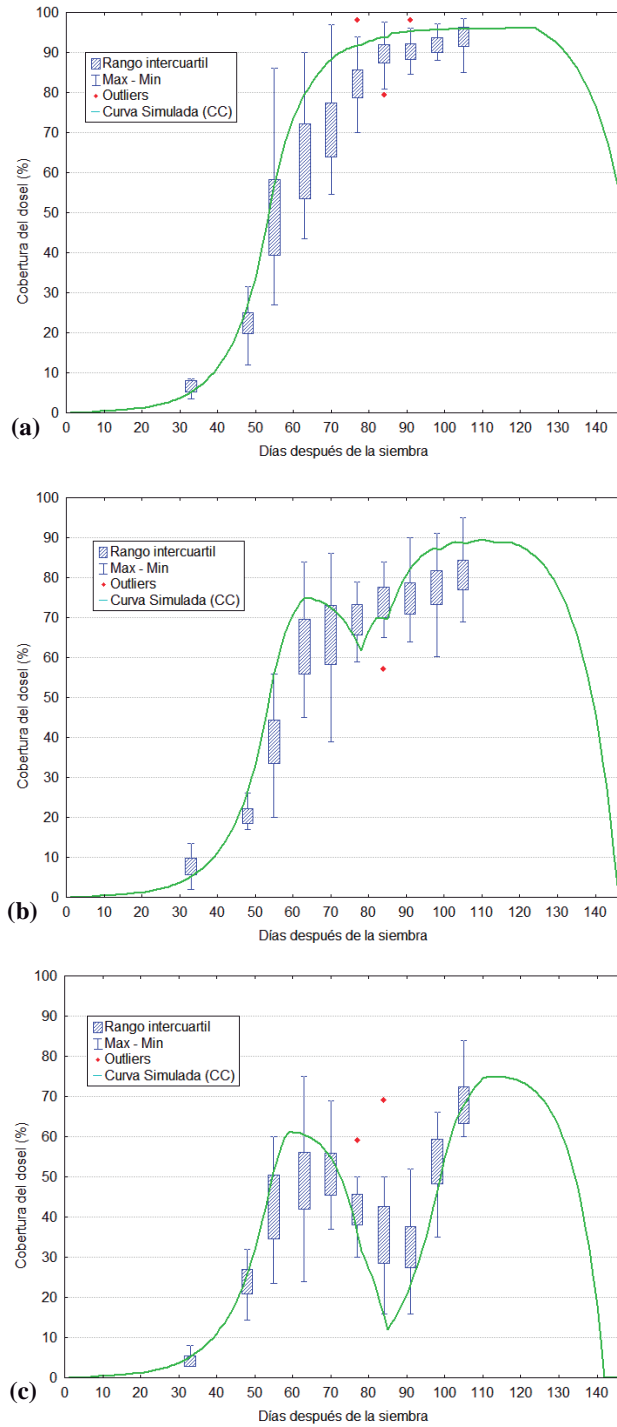 100
90
80
70
60
50
40
30
20
10
0
Cobertura del dosel (%)
Rango intercuartil
Max - Min
Outliers
Curva Simulada (CC)
0 10 20 30 40 50 60 70 80 90 100 110 120 130 140
Días después de la siembra
(a)
100
90
80
70
60
50
40
30
20
10
0
Cobertura del dosel (%)
Rango intercuartil
Max - Min
Outliers
Curva Simulada (CC)
0 10 20 30 40 50 60 70 80 90 100 110 120 130 140
Días después de la siembra
(b)
100
90
80
70
60
50
40
30
20
10
0
Cobertura del dosel (%)
Rango intercuartil
Max - Min
Outliers
Curva Simulada (CC)
0 10 20 30 40 50 60 70 80 90 100 110 120 130 140
Días después de la siembra
(c)